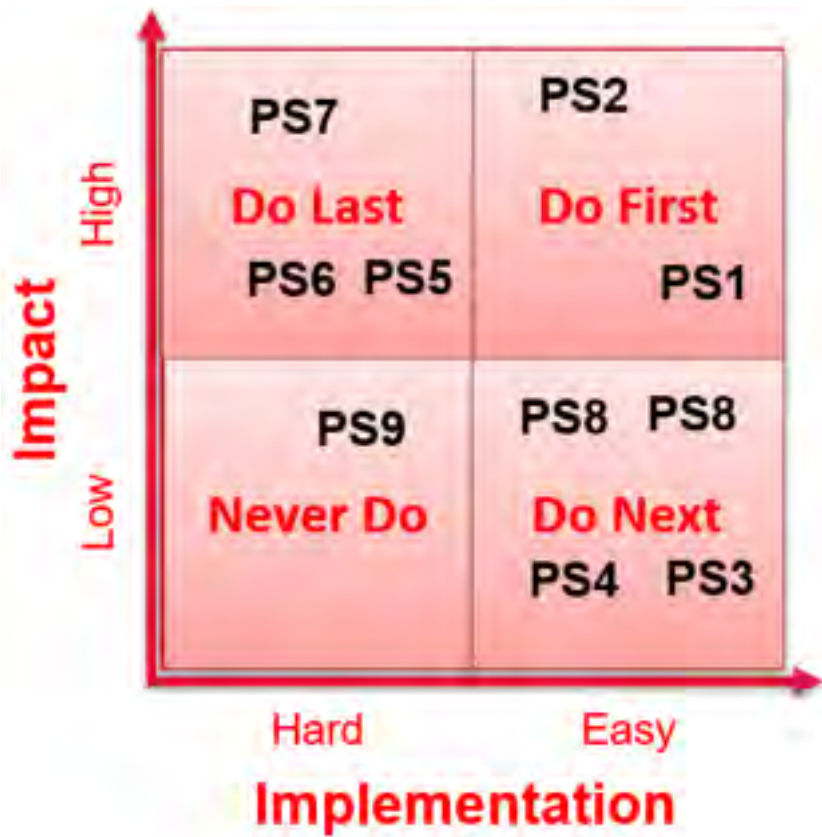 PS7
PS2
Do Last
Do First
PS6 PS5
PS1
High
Impact
Low
PS9
PS8 PS8
Never Do
Do Next
PS4 PS3
Hard
Easy
Implementation